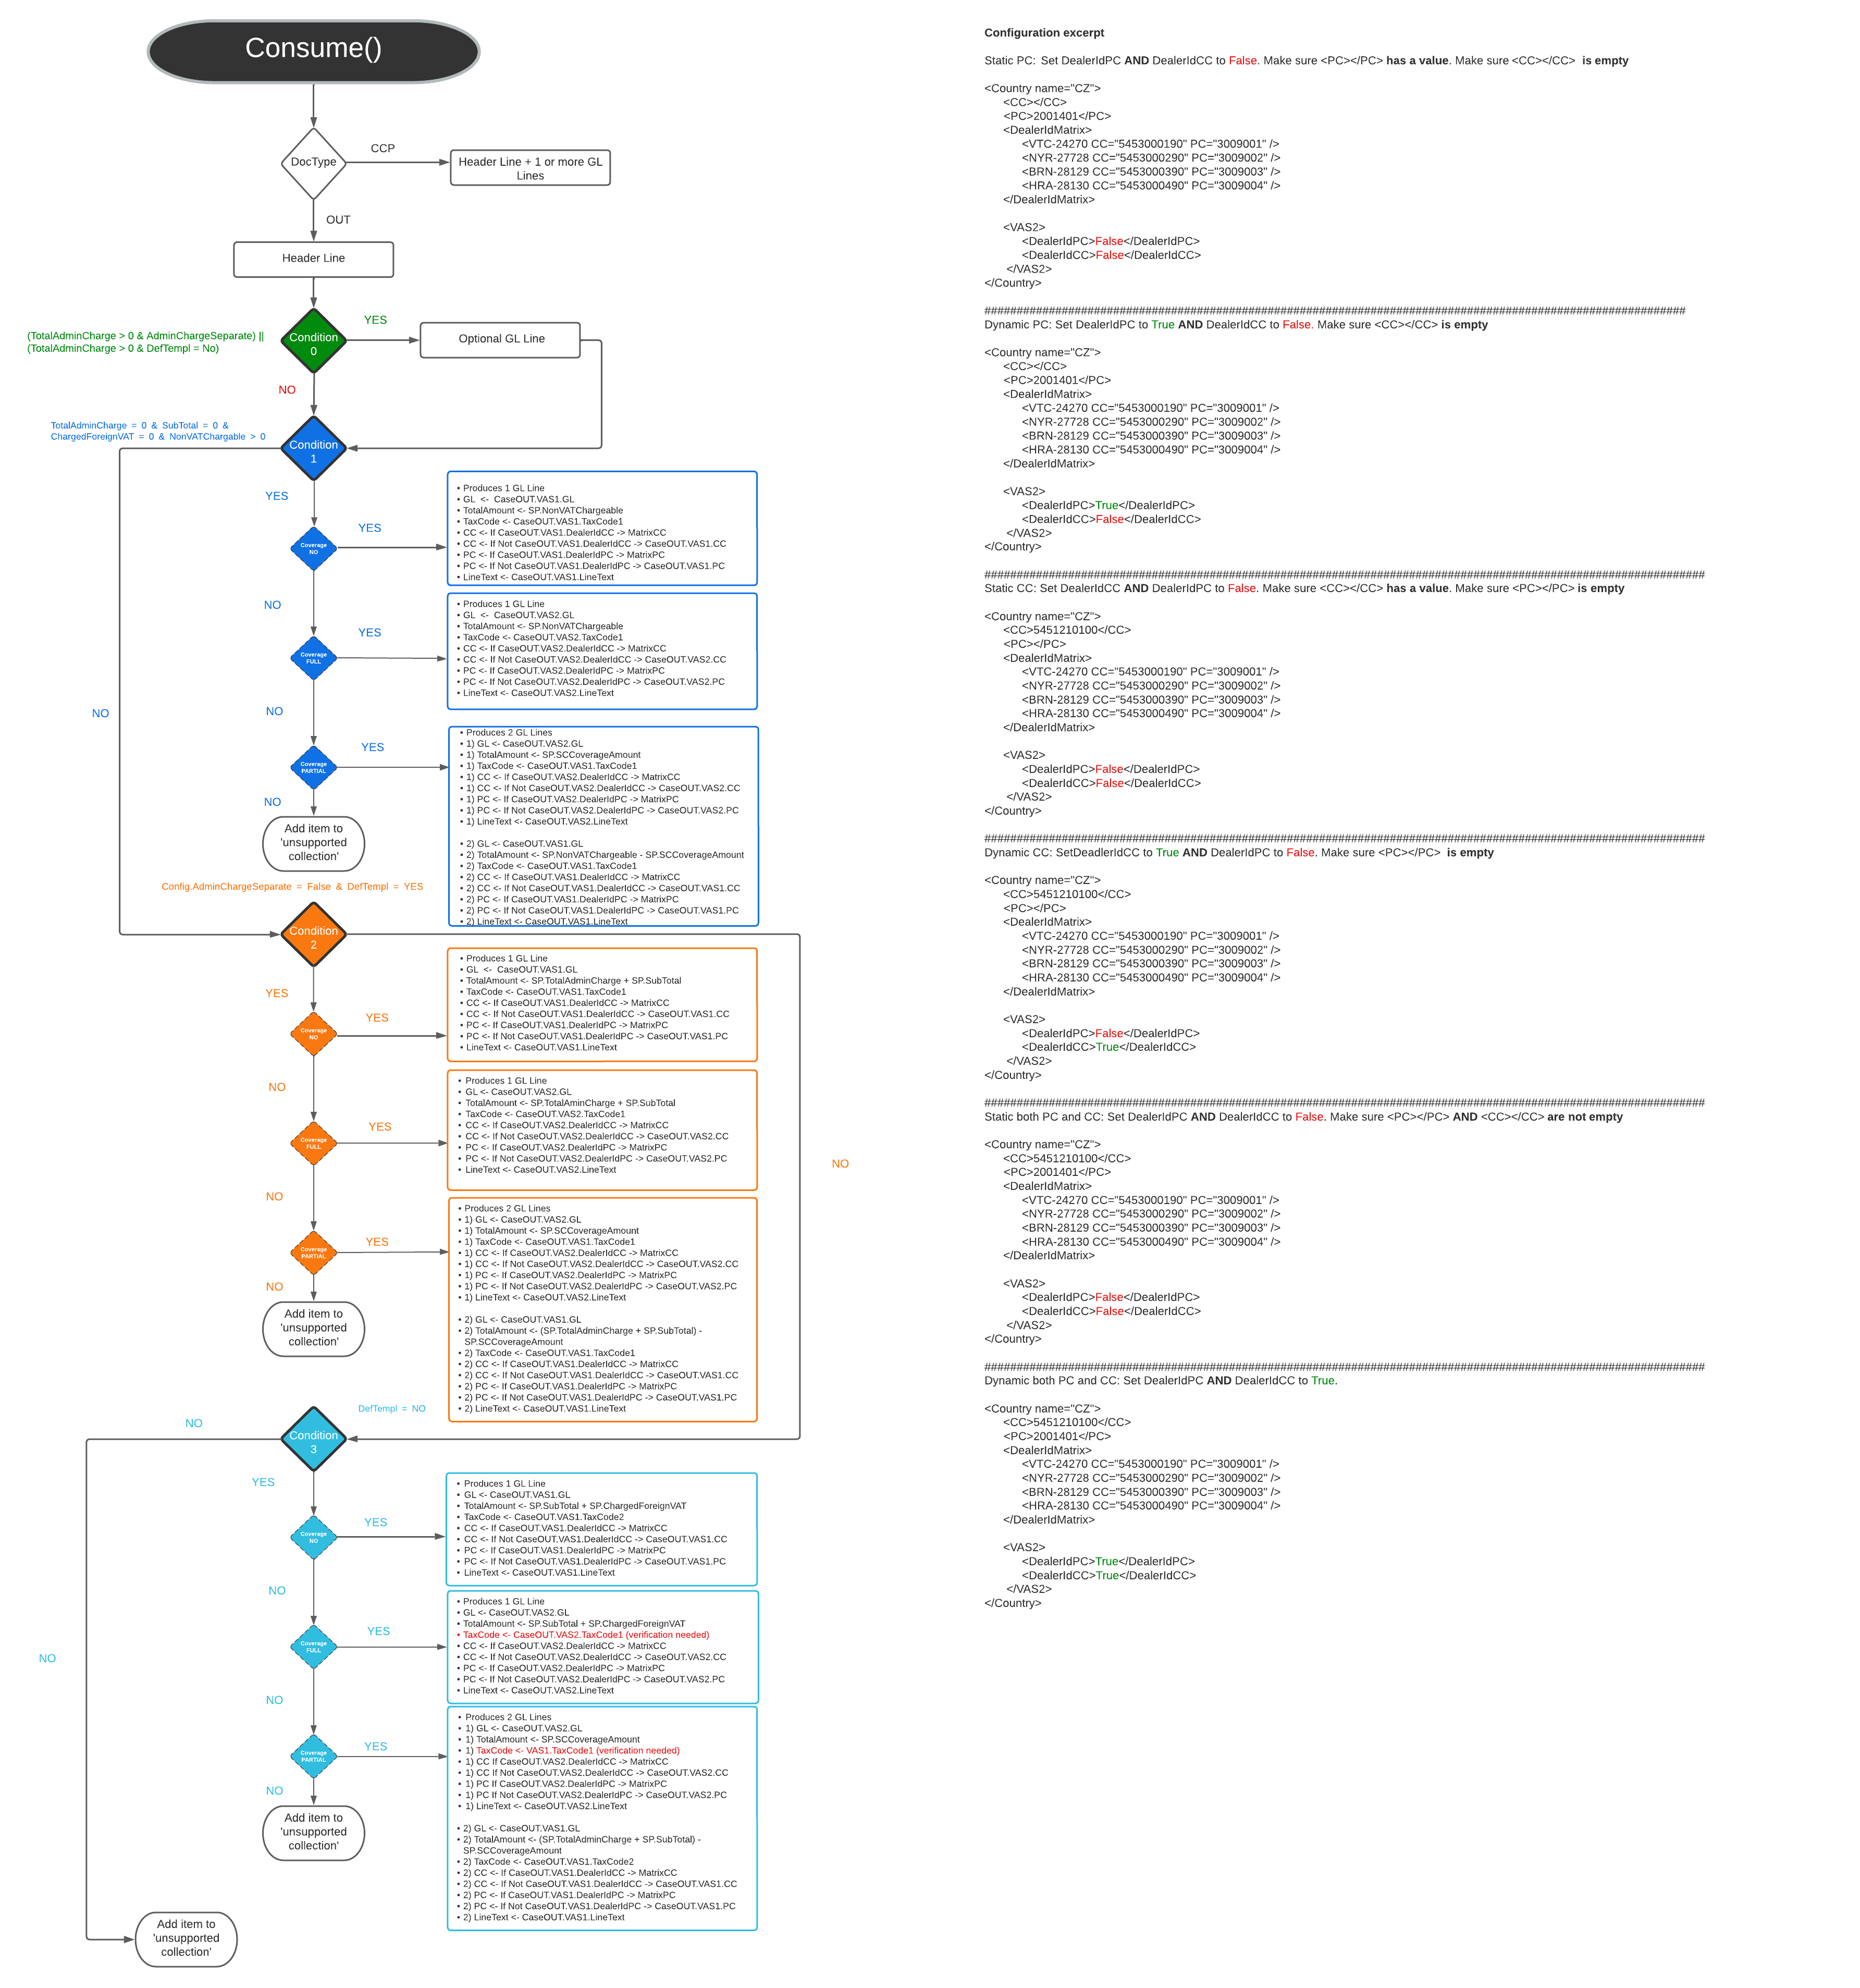 Consume()
DocType
CCP
Header Line + 1 or more GL
Lines
OUT
Header Line
(TotalAdminCharge > 0 & AdminChargeSeparate) ||
(TotalAdminCharge > 0 & DefTempl = No)
Condition
0
YES
Optional GL Line
NO
TotalAdminCharge = 0 & SubTotal = 0 &
ChargedForeignVAT = 0 & NonVATChargable > 0
Condition
1
YES
NO
Coverage
NO
YES
• Produces 1 GL Line
• GL <- CaseOUT.VAS1.GL
• TotalAmount <- SP.NonVATChargeable
• TaxCode <- CaseOUT.VAS1.TaxCode1
• CC <- If CaseOUT.VAS1.DealerIdCC -> MatrixCC
• CC <- If Not CaseOUT.VAS1.DealerIdCC -> CaseOUT.VAS1.CC
• PC <- If CaseOUT.VAS1.DealerIdPC -> MatrixPC
• PC <- If Not CaseOUT.VAS1.DealerIdPC -> CaseOUT.VAS1.PC
• LineText <- CaseOUT.VAS1.LineText
NO
Coverage
FULL
YES
• Produces 1 GL Line
• GL <- CaseOUT.VAS2.GL
• TotalAmount <- SP.NonVATChargeable
• TaxCode <- CaseOUT.VAS2.TaxCode1
• CC <- If CaseOUT.VAS2.DealerIdCC -> MatrixCC
• CC <- If Not CaseOUT.VAS2.DealerIdCC -> CaseOUT.VAS2.CC
• PC <- If CaseOUT.VAS2.DealerIdPC -> MatrixPC
• PC <- If Not CaseOUT.VAS2.DealerIdPC -> CaseOUT.VAS2.PC
• LineText <- CaseOUT.VAS2.LineText
NO
Coverage
PARTIAL
YES
• Produces 2 GL Lines
• 1) GL <- CaseOUT.VAS2.GL
• 1) TotalAmount <- SP.SCCoverageAmount
• 1) TaxCode <- CaseOUT.VAS1.TaxCode1
• 1) CC <- If CaseOUT.VAS2.DealerIdCC -> MatrixCC
• 1) CC <- If Not CaseOUT.VAS2.DealerIdCC -> CaseOUT.VAS2.CC
• 1) PC <- If CaseOUT.VAS2.DealerIdPC -> MatrixPC
• 1) PC <- If Not CaseOUT.VAS2.DealerIdPC -> CaseOUT.VAS2.PC
• 1) LineText <- CaseOUT.VAS2.LineText
• 2) GL <- CaseOUT.VAS1.GL
• 2) TotalAmount <- SP.NonVATChargeable - SP.SCCoverageAmount
• 2) TaxCode <- CaseOUT.VAS1.TaxCode1
• 2) CC <- If CaseOUT.VAS1.DealerIdCC -> MatrixCC
• 2) CC <- If Not CaseOUT.VAS1.DealerIdCC -> CaseOUT.VAS1.CC
• 2) PC <- If CaseOUT.VAS1.DealerIdPC -> MatrixPC
• 2) PC <- If Not CaseOUT.VAS1.DealerIdPC -> CaseOUT.VAS1.PC
• 2) LineText <- CaseOUT.VAS1.LineText
NO
Add item to
'unsupported
collection'
Config.AdminChargeSeparate = False & DefTempl = YES
Condition
2
YES
NO
Coverage
NO
YES
• Produces 1 GL Line
• GL <- CaseOUT.VAS1.GL
• TotalAmount <- SP.TotalAdminCharge + SP.SubTotal
• TaxCode <- CaseOUT.VAS1.TaxCode1
• CC <- If CaseOUT.VAS1.DealerIdCC -> MatrixCC
• CC <- If Not CaseOUT.VAS1.DealerIdCC -> CaseOUT.VAS1.CC
• PC <- If CaseOUT.VAS1.DealerIdPC -> MatrixPC
• PC <- If Not CaseOUT.VAS1.DealerIdPC -> CaseOUT.VAS1.PC
• LineText <- CaseOUT.VAS1.LineText
NO
Coverage
FULL
YES
• Produces 1 GL Line
• GL <- CaseOUT.VAS2.GL
• TotalAmount <- SP.TotalAminCharge + SP.SubTotal
• TaxCode <- CaseOUT.VAS2.TaxCode1
• CC <- If CaseOUT.VAS2.DealerIdCC -> MatrixCC
• CC <- If Not CaseOUT.VAS2.DealerIdCC -> CaseOUT.VAS2.CC
• PC <- If CaseOUT.VAS2.DealerIdPC -> MatrixPC
• PC <- If Not CaseOUT.VAS2.DealerIdPC -> CaseOUT.VAS2.PC
• LineText <- CaseOUT.VAS2.LineText
NO
Coverage
PARTIAL
YES
• Produces 2 GL Lines
• 1) GL <- CaseOUT.VAS2.GL
• 1) TotalAmount <- SP.SCCoverageAmount
• 1) TaxCode <- CaseOUT.VAS1.TaxCode1
• 1) CC <- If CaseOUT.VAS2.DealerIdCC -> MatrixCC
• 1) CC <- If Not CaseOUT.VAS2.DealerIdCC -> CaseOUT.VAS2.CC
• 1) PC <- If CaseOUT.VAS2.DealerIdPC -> MatrixPC
• 1) PC <- If Not CaseOUT.VAS2.DealerIdPC -> CaseOUT.VAS2.PC
• 1) LineText <- CaseOUT.VAS2.LineText
• 2) GL <- CaseOUT.VAS1.GL
• 2) TotalAmount <- (SP.TotalAdminCharge + SP.SubTotal) -
SP.SCCoverageAmount
• 2) TaxCode <- CaseOUT.VAS1.TaxCode1
• 2) CC <- If CaseOUT.VAS1.DealerIdCC -> MatrixCC
• 2) CC <- If Not CaseOUT.VAS1.DealerIdCC -> CaseOUT.VAS1.CC
• 2) PC <- If CaseOUT.VAS1.DealerIdPC -> MatrixPC
• 2) PC <- If Not CaseOUT.VAS1.DealerIdPC -> CaseOUT.VAS1.PC
• 2) LineText <- CaseOUT.VAS1.LineText
NO
Add item to
'unsupported
collection'
DefTempl = NO
NO
Condition
3
YES
NO
Coverage
NO
YES
• Produces 1 GL Line
• GL <- CaseOUT.VAS1.GL
• TotalAmount <- SP.SubTotal + SP.ChargedForeignVAT
• TaxCode <- CaseOUT.VAS1.TaxCode2
• CC <- If CaseOUT.VAS1.DealerIdCC -> MatrixCC
• CC <- If Not CaseOUT.VAS1.DealerIdCC -> CaseOUT.VAS1.CC
• PC <- If CaseOUT.VAS1.DealerIdPC -> MatrixPC
• PC <- If Not CaseOUT.VAS1.DealerIdPC -> CaseOUT.VAS1.PC
• LineText <- CaseOUT.VAS1.LineText
NO
Coverage
FULL
YES
• Produces 1 GL Line
• GL <- CaseOUT.VAS2.GL
• TotalAmount <- SP.SubTotal + SP.ChargedForeignVAT
• TaxCode <- CaseOUT.VAS2.TaxCode1 (verification needed)
• CC <- If CaseOUT.VAS2.DealerIdCC -> MatrixCC
• CC <- If Not CaseOUT.VAS2.DealerIdCC -> CaseOUT.VAS2.CC
• PC <- If CaseOUT.VAS2.DealerIdPC -> MatrixPC
• PC <- If Not CaseOUT.VAS2.DealerIdPC -> CaseOUT.VAS2.PC
• LineText <- CaseOUT.VAS2.LineText
NO
Coverage
PARTIAL
YES
• Produces 2 GL Lines
• 1) GL <- CaseOUT.VAS2.GL
• 1) TotalAmount <- SP.SCCoverageAmount
• 1) TaxCode <- VAS1.TaxCode1 (verification needed)
• 1) CC If CaseOUT.VAS2.DealerIdCC -> MatrixCC
• 1) CC If Not CaseOUT.VAS2.DealerIdCC -> CaseOUT.VAS2.CC
• 1) PC If CaseOUT.VAS2.DealerIdPC -> MatrixPC
• 1) PC If Not CaseOUT.VAS2.DealerIdPC -> CaseOUT.VAS2.PC
• 1) LineText <- CaseOUT.VAS2.LineText
• 2) GL <- CaseOUT.VAS1.GL
• 2) TotalAmount <- (SP.TotalAdminCharge + SP.SubTotal) -
SP.SCCoverageAmount
• 2) TaxCode <- CaseOUT.VAS1.TaxCode2
• 2) CC <- If CaseOUT.VAS1.DealerIdCC -> MatrixCC
• 2) CC <- If Not CaseOUT.VAS1.DealerIdCC -> CaseOUT.VAS1.CC
• 2) PC <- If CaseOUT.VAS1.DealerIdPC -> MatrixPC
• 2) PC <- If Not CaseOUT.VAS1.DealerIdPC -> CaseOUT.VAS1.PC
• 2) LineText <- CaseOUT.VAS1.LineText
NO
Add item to
'unsupported
collection'
Add item to
'unsupported
collection'
Configuration excerpt
Static PC: Set DealerIdPC AND DealerIdCC to False. Make sure <PC></PC> has a value. Make sure <CC></CC> is empty
<Country name="CZ">
<CC></CC>
<PC>2001401</PC>
<DealerIdMatrix>
<VTC-24270 CC="5453000190" PC="3009001" />
<NYR-27728 CC="5453000290" PC="3009002" />
<BRN-28129 CC="5453000390" PC="3009003" />
<HRA-28130 CC="5453000490" PC="3009004" />
</DealerIdMatrix>
<VAS2>
<DealerIdPC>False</DealerIdPC>
<DealerIdCC>False</DealerIdCC>
</VAS2>
</Country>
#############################################################################################################
Dynamic PC: Set DealerIdPC to True AND DealerIdCC to False. Make sure <CC></CC> is empty
<Country name="CZ">
<CC></CC>
<PC>2001401</PC>
<DealerIdMatrix>
<VTC-24270 CC="5453000190" PC="3009001" />
<NYR-27728 CC="5453000290" PC="3009002" />
<BRN-28129 CC="5453000390" PC="3009003" />
<HRA-28130 CC="5453000490" PC="3009004" />
</DealerIdMatrix>
<VAS2>
<DealerIdPC>True</DealerIdPC>
<DealerIdCC>False</DealerIdCC>
</VAS2>
</Country>
################################################################################################################
Static CC: Set DealerIdCC AND DealerIdPC to False. Make sure <CC></CC> has a value. Make sure <PC></PC> is empty
<Country name="CZ">
<CC>5451210100</CC>
<PC></PC>
<DealerIdMatrix>
<VTC-24270 CC="5453000190" PC="3009001" />
<NYR-27728 CC="5453000290" PC="3009002" />
<BRN-28129 CC="5453000390" PC="3009003" />
<HRA-28130 CC="5453000490" PC="3009004" />
</DealerIdMatrix>
<VAS2>
<DealerIdPC>False</DealerIdPC>
<DealerIdCC>False</DealerIdCC>
</VAS2>
</Country>
################################################################################################################
Dynamic CC: SetDeadlerIdCC to True AND DealerIdPC to False. Make sure <PC></PC> is empty
<Country name="CZ">
<CC>5451210100</CC>
<PC></PC>
<DealerIdMatrix>
<VTC-24270 CC="5453000190" PC="3009001" />
<NYR-27728 CC="5453000290" PC="3009002" />
<BRN-28129 CC="5453000390" PC="3009003" />
<HRA-28130 CC="5453000490" PC="3009004" />
</DealerIdMatrix>
<VAS2>
<DealerIdPC>False</DealerIdPC>
<DealerIdCC>True</DealerIdCC>
</VAS2>
</Country>
################################################################################################################
Static both PC and CC: Set DealerIdPC AND DealerIdCC to False. Make sure <PC></PC> AND <CC></CC> are not empty
<Country name="CZ">
<CC>5451210100</CC>
<PC>2001401</PC>
<DealerIdMatrix>
<VTC-24270 CC="5453000190" PC="3009001" />
<NYR-27728 CC="5453000290" PC="3009002" />
<BRN-28129 CC="5453000390" PC="3009003" />
<HRA-28130 CC="5453000490" PC="3009004" />
</DealerIdMatrix>
<VAS2>
<DealerIdPC>False</DealerIdPC>
<DealerIdCC>False</DealerIdCC>
</VAS2>
</Country>
################################################################################################################
Dynamic both PC and CC: Set DealerIdPC AND DealerIdCC to True.
<Country name="CZ">
<CC>5451210100</CC>
<PC>2001401</PC>
<DealerIdMatrix>
<VTC-24270 CC="5453000190" PC="3009001" />
<NYR-27728 CC="5453000290" PC="3009002" />
<BRN-28129 CC="5453000390" PC="3009003" />
<HRA-28130 CC="5453000490" PC="3009004" />
</DealerIdMatrix>
<VAS2>
<DealerIdPC>True</DealerIdPC>
<DealerIdCC>True</DealerIdCC>
</VAS2>
</Country>